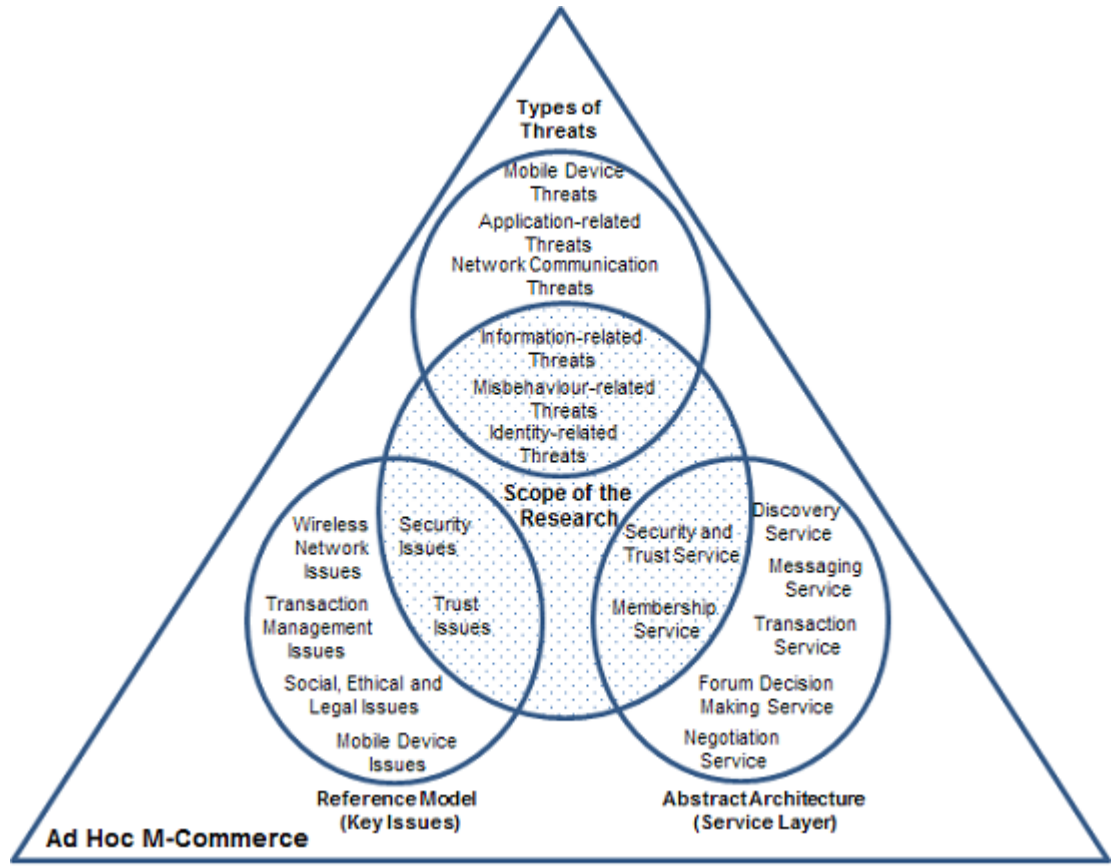 Types of
Threats
Mobile Device
Threats
Application-related
Threats
Network Communication
Threats
Information-related
Threats
Misbehaviour-related
Threats
Identity-related
Threats
Scope of the
Research
Wireless
Network
Issues
Security
Issues
Transaction
Management
Issues
Trust
Issues
Social, Ethical and
Legal Issues
Mobile Device
Issues
Reference Model
(Key Issues)
Security and
Trust Service
Discovery
Service
Messaging
Service
Membership
Service
Transaction
Service
Forum Decision
Making Service
Negotiation
Service
Abstract Architecture
(Service Layer)
Ad Hoc M-Commerce